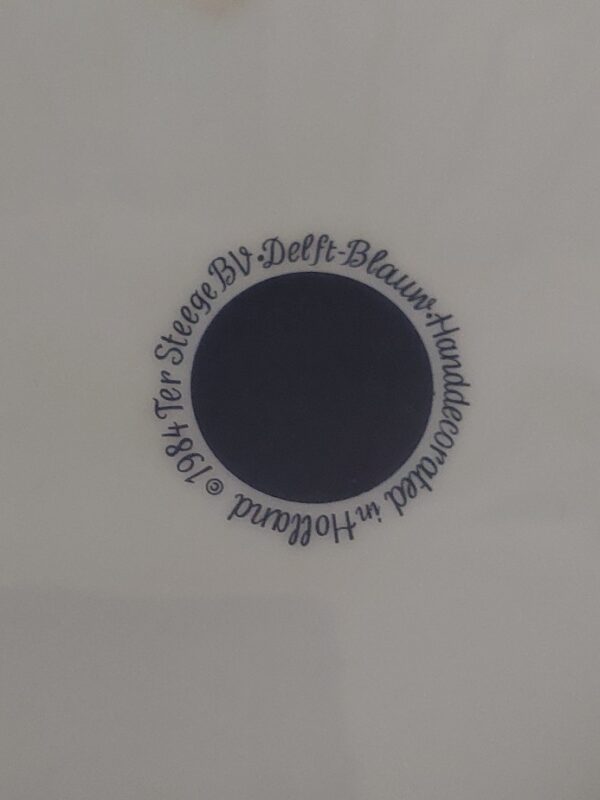 © 1984 Ter Steege BV • Delft-Blauw • Handdecorated in Holland